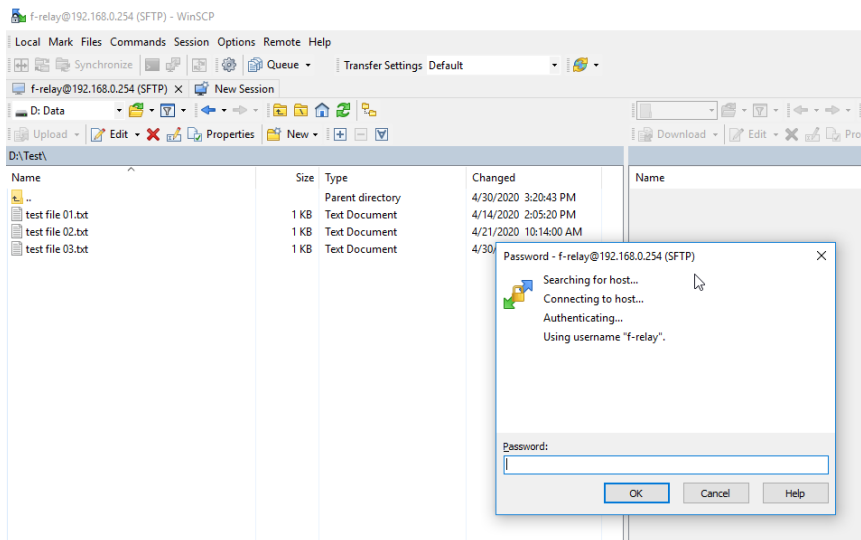 f-relay@192.168.0.254 (SFTP) - WinSCP
Local Mark Files Commands Session Options Remote Help
Synchronize Queue Transfer Settings Default
f-relay@192.168.0.254 (SFTP) × New Session
D: Data
Upload Edit Properties New Download Edit Pro
D:\Test\
Name Size Type Changed Name
.. Parent directory 4/30/2020 3:20:43 PM
test file 01.txt 1 KB Text Document 4/14/2020 2:05:20 PM
test file 02.txt 1 KB Text Document 4/21/2020 10:14:00 AM
test file 03.txt 1 KB Text Document 4/30/
Password - f-relay@192.168.0.254 (SFTP)
Searching for host...
Connecting to host...
Authenticating...
Using username "f-relay".
Password:
OK Cancel Help